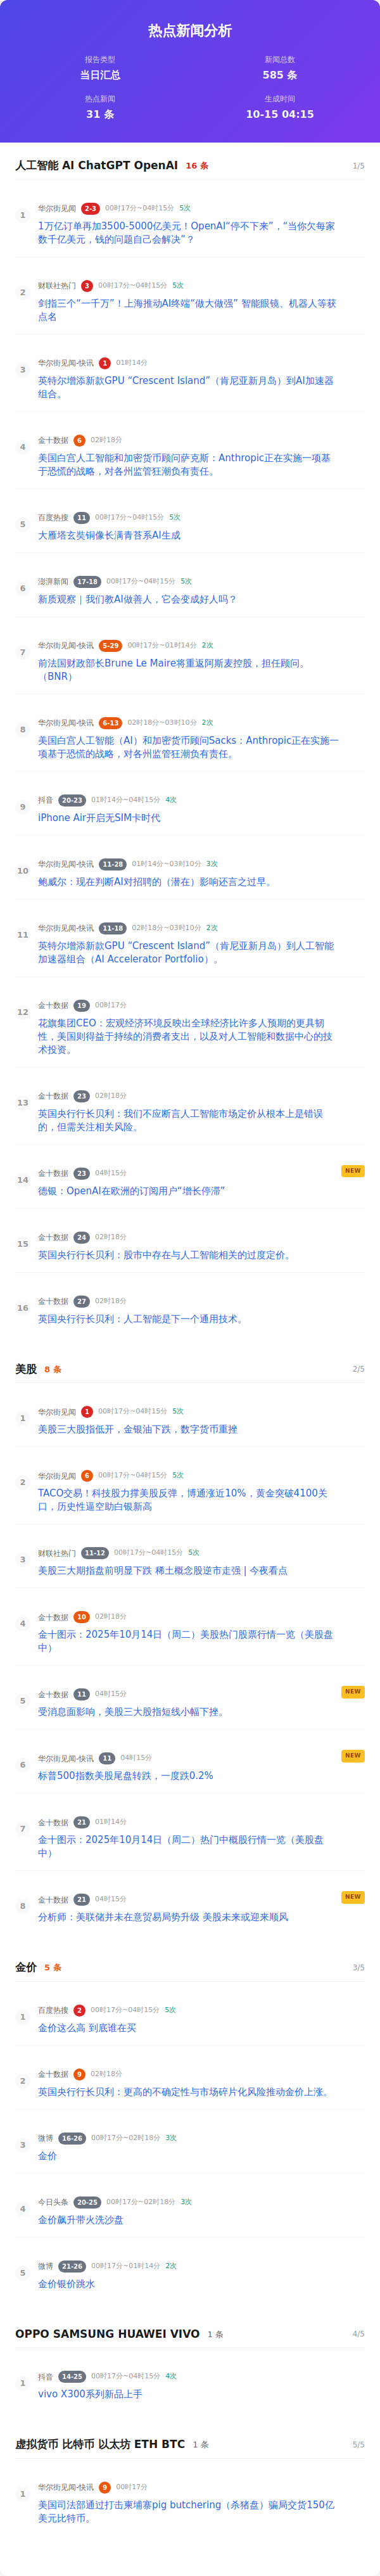 热点新闻分析
报告类型
当日汇总
新闻总数
585 条
热点新闻
31 条
生成时间
10-15 04:15
人工智能 AI ChatGPT OpenAI 16 条 1/5
1 华尔街见闻 2-3 00时17分~04时15分 5次
1万亿订单再加3500-5000亿美元！OpenAI“停不下来”，“当你欠每家
数千亿美元，钱的问题自己会解决”？
2 财联社热门 3 00时17分~04时15分 5次
剑指三个“一千万”！上海推动AI终端“做大做强” 智能眼镜、机器人等获
点名
3 华尔街见闻-快讯 1 01时14分
英特尔增添新款GPU “Crescent Island”（肯尼亚新月岛）到AI加速器
组合。
4 金十数据 6 02时18分
美国白宫人工智能和加密货币顾问萨克斯：Anthropic正在实施一项基
于恐慌的战略，对各州监管狂潮负有责任。
5 百度热搜 11 00时17分~04时15分 5次
大雁塔玄奘铜像长满青苔系AI生成
6 澎湃新闻 17-18 00时17分~04时15分 5次
新质观察｜我们教AI做善人，它会变成好人吗？
7 华尔街见闻-快讯 5-29 00时17分~01时14分 2次
前法国财政部长Brune Le Maire将重返阿斯麦控股，担任顾问。
（BNR）
8 华尔街见闻-快讯 6-13 02时18分~03时10分 2次
美国白宫人工智能（AI）和加密货币顾问Sacks：Anthropic正在实施一
项基于恐慌的战略，对各州监管狂潮负有责任。
9 抖音 20-23 01时14分~04时15分 4次
iPhone Air开启无SIM卡时代
10 华尔街见闻-快讯 11-28 01时14分~03时10分 3次
鲍威尔：现在判断AI对招聘的（潜在）影响还言之过早。
11 华尔街见闻-快讯 11-18 02时18分~03时10分 2次
英特尔增添新款GPU “Crescent Island”（肯尼亚新月岛）到人工智能
加速器组合（AI Accelerator Portfolio）。
12 金十数据 19 00时17分
花旗集团CEO：宏观经济环境反映出全球经济比许多人预期的更具韧
性，美国则得益于持续的消费者支出，以及对人工智能和数据中心的技
术投资。
13 金十数据 23 02时18分
英国央行行长贝利：我们不应断言人工智能市场定价从根本上是错误
的，但需关注相关风险。
14 金十数据 23 04时15分 NEW
德银：OpenAI在欧洲的订阅用户“增长停滞”
15 金十数据 24 02时18分
英国央行行长贝利：股市中存在与人工智能相关的过度定价。
16 金十数据 27 02时18分
英国央行行长贝利：人工智能是下一个通用技术。
美股 8 条 2/5
1 华尔街见闻 1 00时17分~04时15分 5次
美股三大股指低开，金银油下跌，数字货币重挫
2 华尔街见闻 6 00时17分~04时15分 5次
TACO交易！科技股力撑美股反弹，博通涨近10%，黄金突破4100关
口，历史性逼空助白银新高
3 财联社热门 11-12 00时17分~04时15分 5次
美股三大期指盘前明显下跌 稀土概念股逆市走强 | 今夜看点
4 金十数据 10 02时18分
金十图示：2025年10月14日（周二）美股热门股票行情一览（美股盘
中）
5 金十数据 11 04时15分 NEW
受消息面影响，美股三大股指短线小幅下挫。
6 华尔街见闻-快讯 11 04时15分 NEW
标普500指数美股尾盘转跌，一度跌0.2%
7 金十数据 21 01时14分
金十图示：2025年10月14日（周二）热门中概股行情一览（美股盘
中）
8 金十数据 21 04时15分 NEW
分析师：美联储并未在意贸易局势升级 美股未来或迎来顺风
金价 5 条 3/5
1 百度热搜 2 00时17分~04时15分 5次
金价这么高 到底谁在买
2 金十数据 9 02时18分
英国央行行长贝利：更高的不确定性与市场碎片化风险推动金价上涨。
3 微博 16-26 00时17分~02时18分 3次
金价
4 今日头条 20-25 00时17分~02时18分 3次
金价飙升带火洗沙盘
5 微博 21-26 00时17分~01时14分 2次
金价银价跳水
OPPO SAMSUNG HUAWEI VIVO 1 条 4/5
1 抖音 14-25 00时17分~04时15分 4次
vivo X300系列新品上手
虚拟货币 比特币 以太坊 ETH BTC 1 条 5/5
1 华尔街见闻-快讯 9 00时17分
美国司法部通过打击柬埔寨pig butchering（杀猪盘）骗局交货150亿
美元比特币。